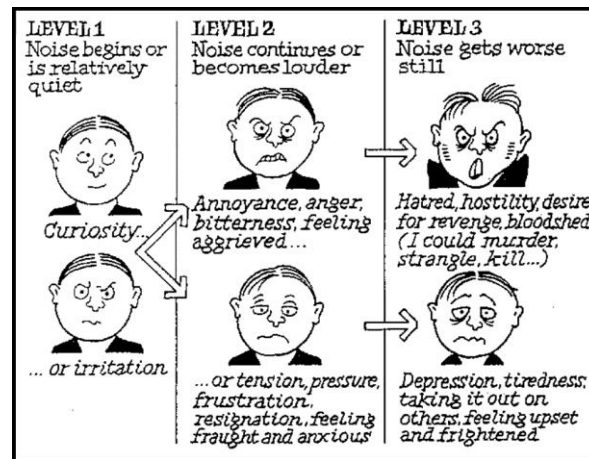 LEVEL 1
Noise begins or
is relatively
quiet
Curiosity...
... or irritation
LEVEL 2
Noise continues or
becomes louder
Annoyance, anger,
bitterness, feeling
aggrieved ...
... or tension, pressure,
frustration,
resignation, feeling
fraught and anxious
LEVEL 3
Noise gets worse
still
Hatred, hostility, desire
for revenge, bloodshed
(I could murder,
strangle, kill...)
Depression, tiredness,
taking it out on
others, feeling upset
and frightened